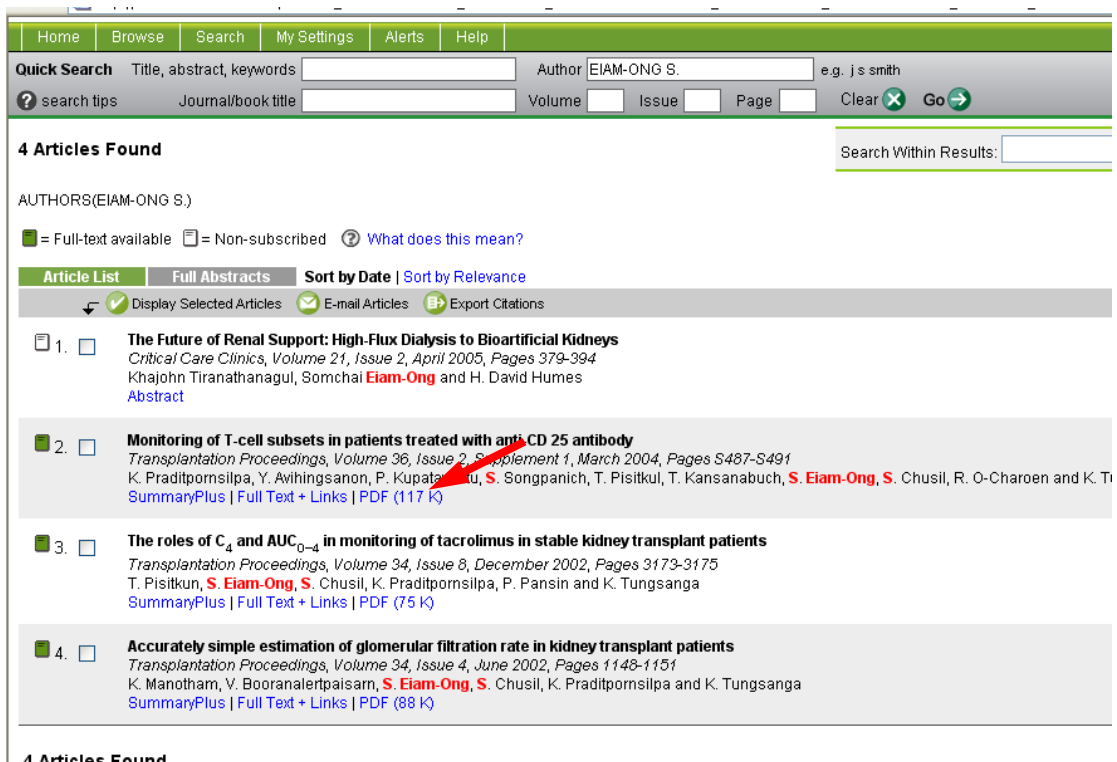 Home Browse Search My Settings Alerts Help
Quick Search Title, abstract, keywords Author EIAM-ONG S. e.g. j s smith
? search tips Journal/book title Volume Issue Page Clear Go
4 Articles Found
Search Within Results:
AUTHORS(EIAM-ONG S.)
= Full-text available = Non-subscribed ? What does this mean?
Article List Full Abstracts Sort by Date | Sort by Relevance
Display Selected Articles E-mail Articles Export Citations
1. The Future of Renal Support: High-Flux Dialysis to Bioartificial Kidneys
Critical Care Clinics, Volume 21, Issue 2, April 2005, Pages 379-394
Khajohn Tiranathanagul, Somchai Eiam-Ong and H. David Humes
Abstract
2. Monitoring of T-cell subsets in patients treated with anti-CD 25 antibody
Transplantation Proceedings, Volume 36, Issue 2, Supplement 1, March 2004, Pages S487-S491
K. Praditpornsilpa, Y. Avihingsanon, P. S. Songpanich, T. Pisitkul, T. Kansanabuch, S. Eiam-Ong, S. Chusil, R. O-Charoen and K.
SummaryPlus | Full Text + Links | PDF (117 K)
3. The roles of C4 and AUC0–4 in monitoring of tacrolimus in stable kidney transplant patients
Transplantation Proceedings, Volume 34, Issue 8, December 2002, Pages 3173-3175
T. Pisitkun, S. Eiam-Ong, S. Chusil, K. Praditpornsilpa, P. Pansin and K. Tungsanga
SummaryPlus | Full Text + Links | PDF (75 K)
4. Accurately simple estimation of glomerular filtration rate in kidney transplant patients
Transplantation Proceedings, Volume 34, Issue 4, June 2002, Pages 1148-1151
K. Manotham, V. Booranalertpaisarn, S. Eiam-Ong, S. Chusil, K. Praditpornsilpa and K. Tungsanga
SummaryPlus | Full Text + Links | PDF (88 K)
4 Articles Found